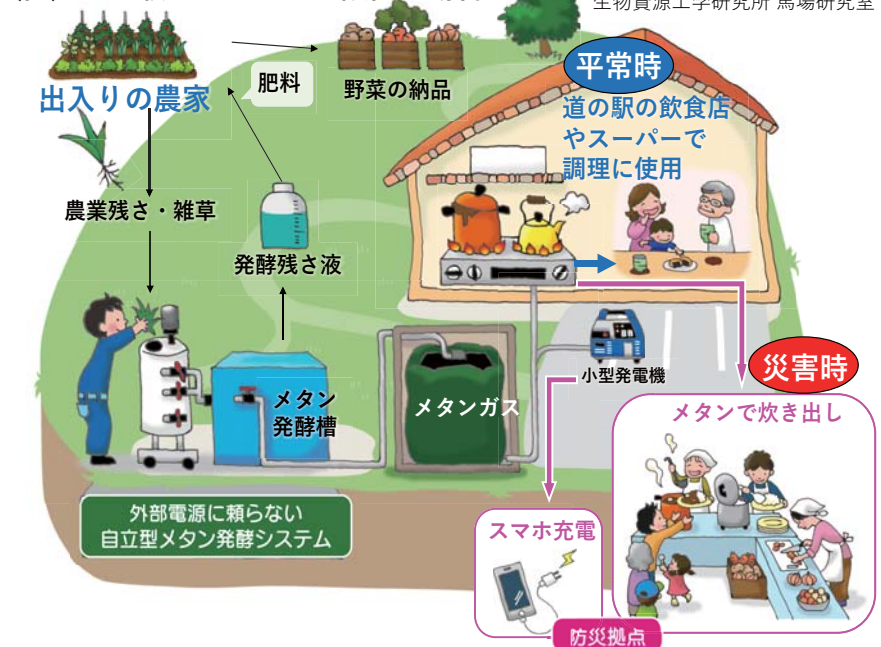 生物資源工学研究所 馬場研究室
出入りの農家
肥料
野菜の納品
平常時
道の駅の飲食店
やスーパーで
調理に使用
農業残さ・雑草
発酵残さ液
メタン
発酵槽
メタンガス
小型発電機
災害時
メタンで炊き出し
外部電源に頼らない
自立型メタン発酵システム
スマホ充電
防災拠点